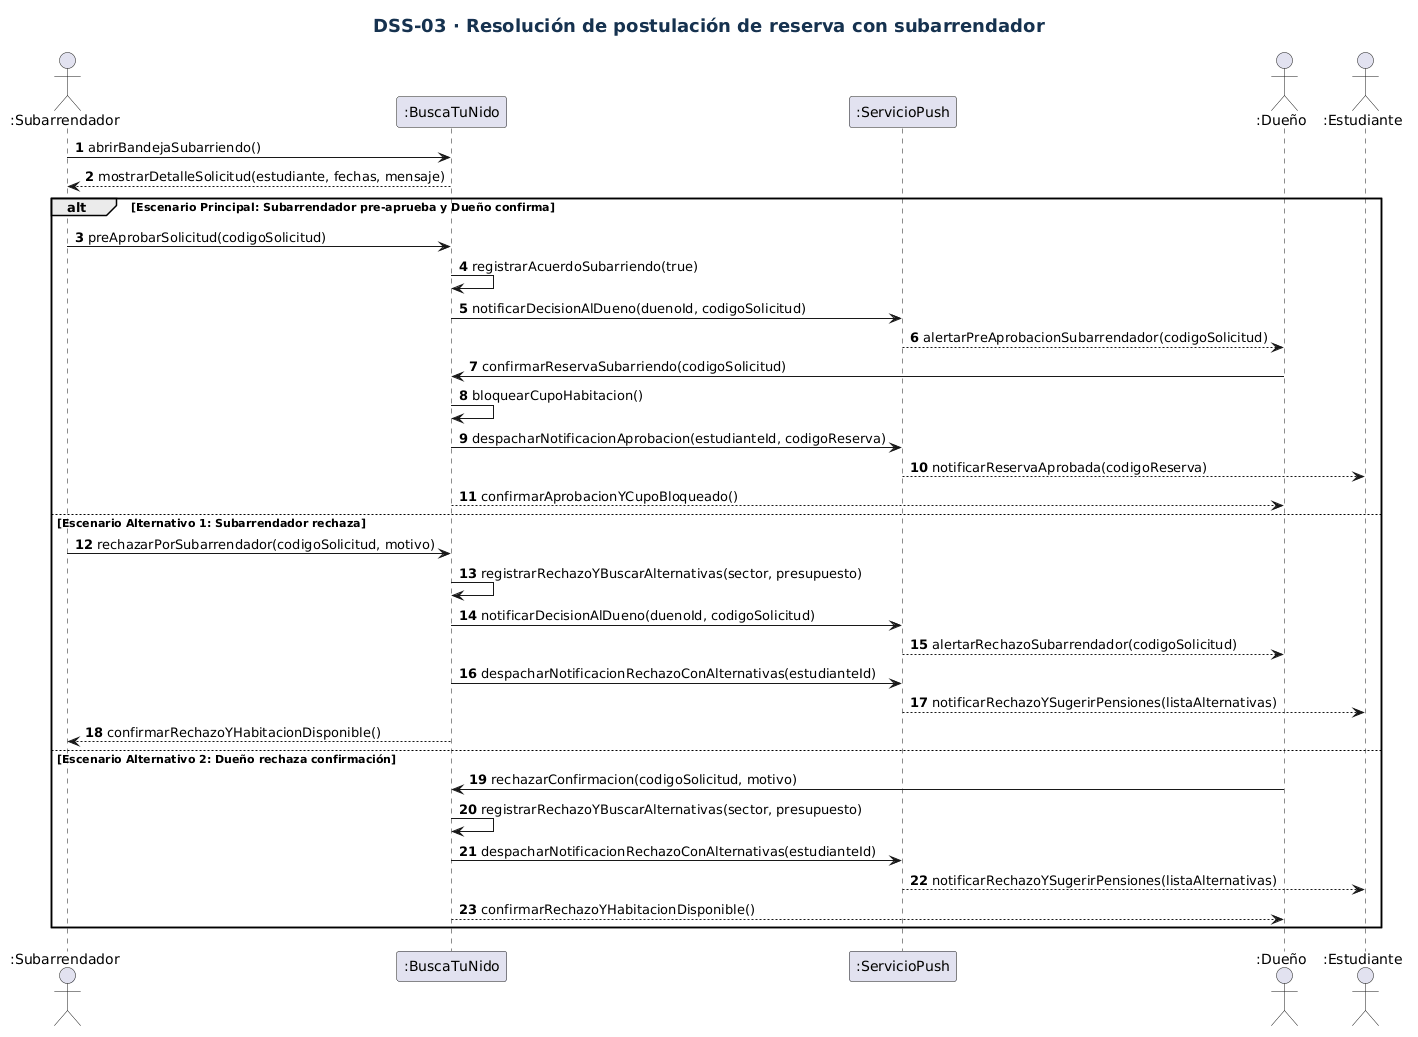 DSS-03 · Resolución de postulación de reserva con subarrendador
:Subarrendador
:BuscaTuNido
:ServicioPush
:Dueño
:Estudiante
1 abrirBandejaSubarriendo()
2 mostrarDetalleSolicitud(estudiante, fechas, mensaje)
alt [Escenario Principal: Subarrendador pre-aprueba y Dueño confirma]
3 preAprobarSolicitud(codigoSolicitud)
4 registrarAcuerdoSubarriendo(true)
5 notificarDecisionAlDueno(duenoId, codigoSolicitud)
6 alertarPreAprobacionSubarrendador(codigoSolicitud)
7 confirmarReservaSubarriendo(codigoSolicitud)
8 bloquearCupoHabitacion()
9 despacharNotificacionAprobacion(estudianteId, codigoReserva)
10 notificarReservaAprobada(codigoReserva)
11 confirmarAprobacionYCupoBloqueado()
[Escenario Alternativo 1: Subarrendador rechaza]
12 rechazarPorSubarrendador(codigoSolicitud, motivo)
13 registrarRechazoYBuscarAlternativas(sector, presupuesto)
14 notificarDecisionAlDueno(duenoId, codigoSolicitud)
15 alertarRechazoSubarrendador(codigoSolicitud)
16 despacharNotificacionRechazoConAlternativas(estudianteId)
17 notificarRechazoYSugerirPensiones(listaAlternativas)
18 confirmarRechazoYHabitacionDisponible()
[Escenario Alternativo 2: Dueño rechaza confirmación]
19 rechazarConfirmacion(codigoSolicitud, motivo)
20 registrarRechazoYBuscarAlternativas(sector, presupuesto)
21 despacharNotificacionRechazoConAlternativas(estudianteId)
22 notificarRechazoYSugerirPensiones(listaAlternativas)
23 confirmarRechazoYHabitacionDisponible()
:Subarrendador
:BuscaTuNido
:ServicioPush
:Dueño
:Estudiante